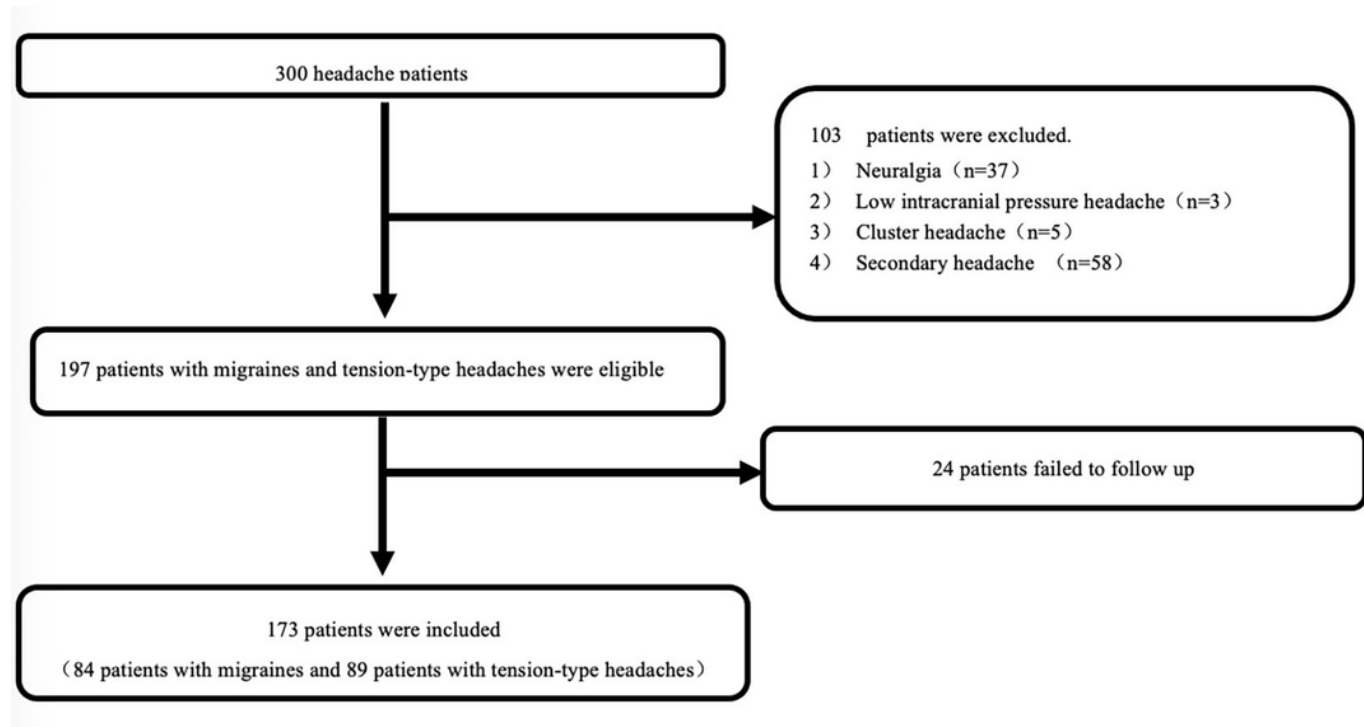 300 headache patients
103 patients were excluded.
1） Neuralgia（n=37）
2） Low intracranial pressure headache（n=3）
3） Cluster headache（n=5）
4） Secondary headache （n=58）
197 patients with migraines and tension-type headaches were eligible
24 patients failed to follow up
173 patients were included
（84 patients with migraines and 89 patients with tension-type headaches）